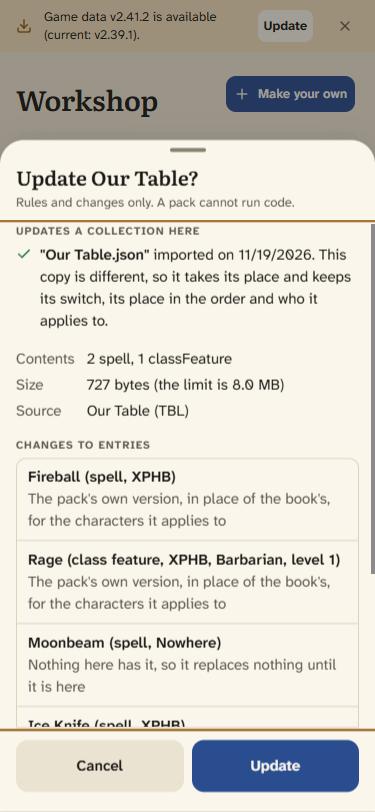 Game data v2.41.2 is available
(current: v2.39.1).
Update
Workshop
Make your own
Update Our Table?
Rules and changes only. A pack cannot run code.
UPDATES A COLLECTION HERE
"Our Table.json" imported on 11/19/2026. This
copy is different, so it takes its place and keeps
its switch, its place in the order and who it
applies to.
Contents 2 spell, 1 classFeature
Size 727 bytes (the limit is 8.0 MB)
Source Our Table (TBL)
CHANGES TO ENTRIES
Fireball (spell, XPHB)
The pack's own version, in place of the book's,
for the characters it applies to
Rage (class feature, XPHB, Barbarian, level 1)
The pack's own version, in place of the book's,
for the characters it applies to
Moonbeam (spell, Nowhere)
Nothing here has it, so it replaces nothing until
it is here
Ice Knife (spell, XPHB)
Cancel
Update